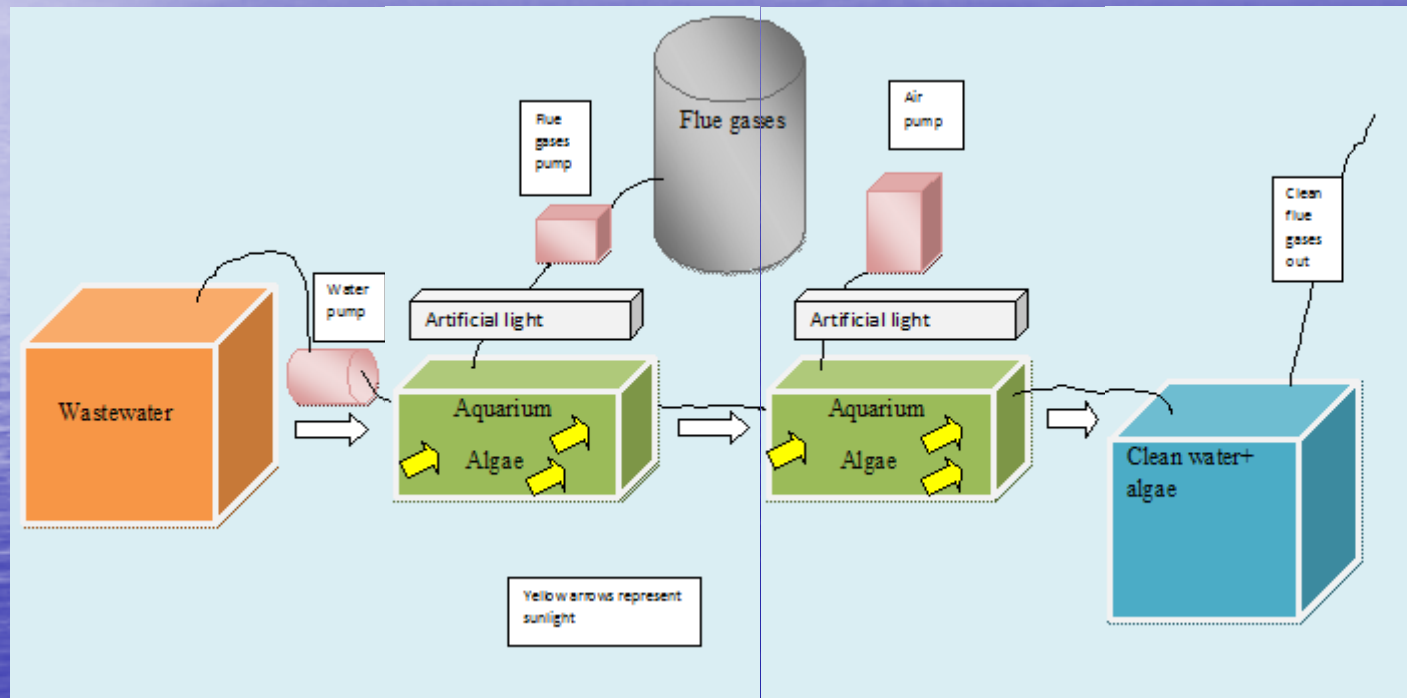 Flue gasses
Flue
gases
pump
Air
pump
Clean
flue
gases
out
Water
pump
Artificial light
Artificial light
Wastewater
Aquarium
Algae
Aquarium
Algae
Clean water+
algae
Yellow arrows represent
sunlight